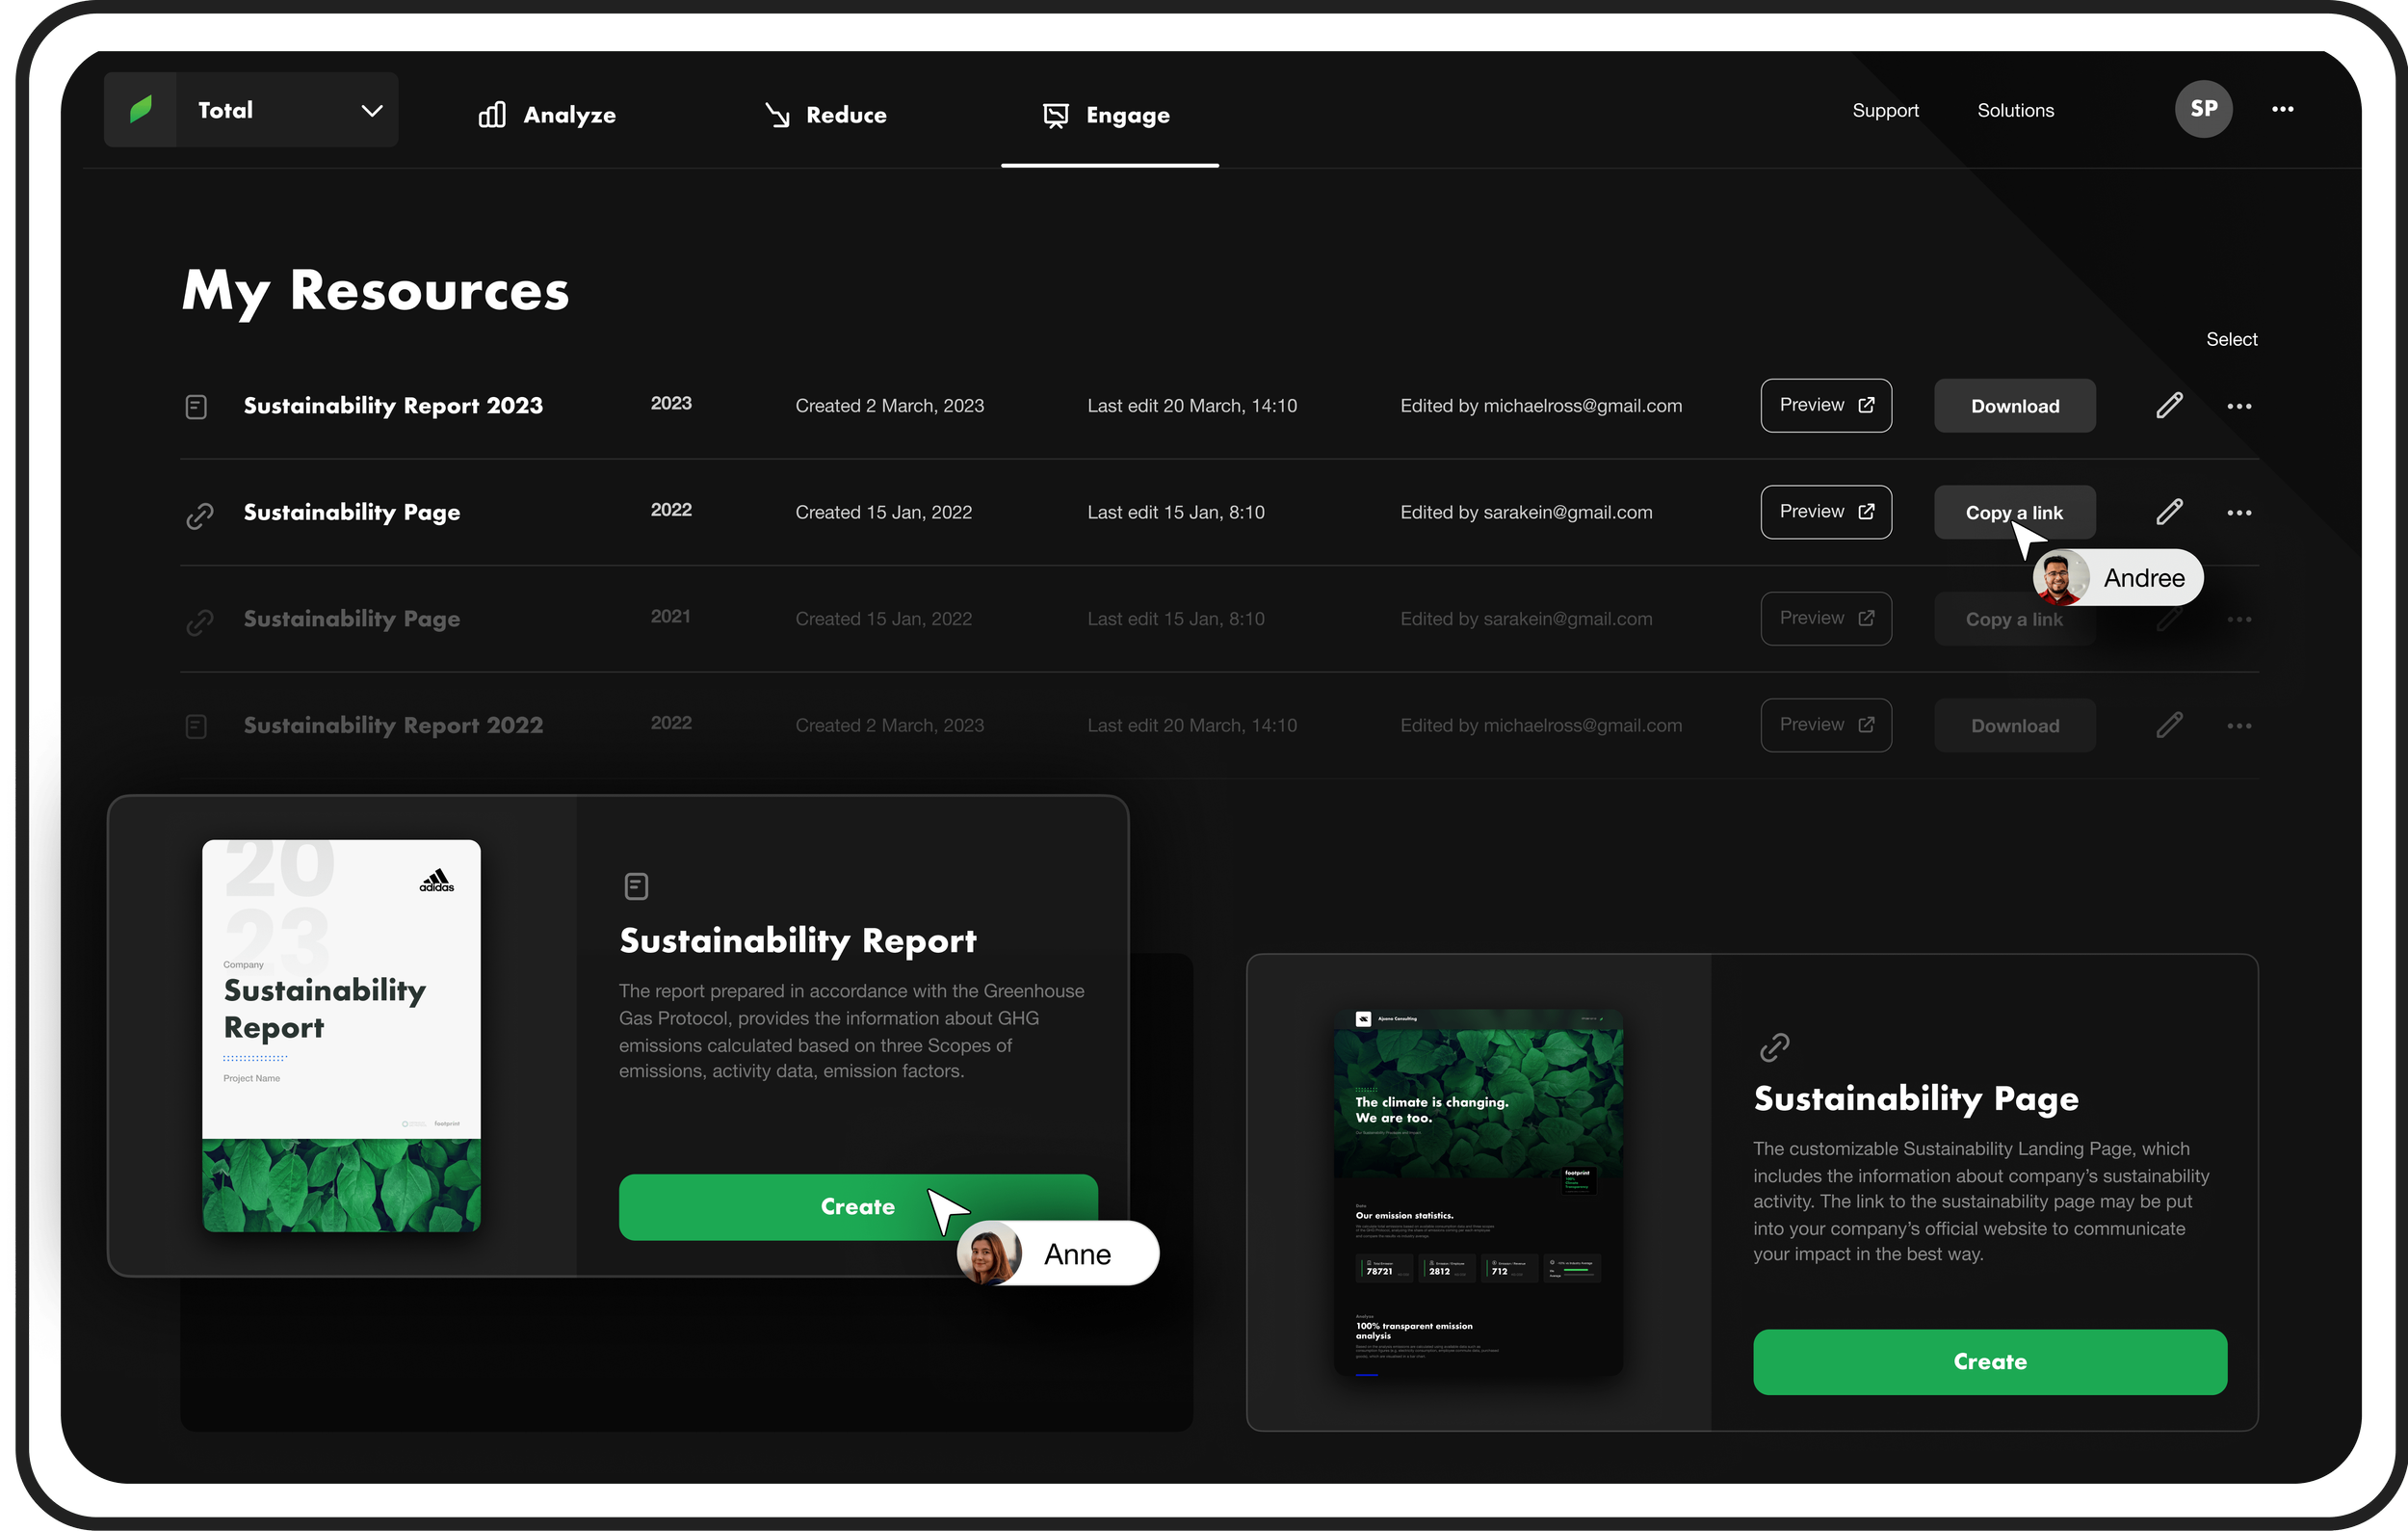 Total
Analyze
Reduce
Engage
Support
Solutions
SP
My Resources
Select
Sustainability Report 2023 2023 Created 2 March, 2023 Last edit 20 March, 14:10 Edited by michaelross@gmail.com Preview Download
Sustainability Page 2022 Created 15 Jan, 2022 Last edit 15 Jan, 8:10 Edited by sarakein@gmail.com Preview Copy a link
Andree
Sustainability Page 2021 Created 15 Jan, 2022 Last edit 15 Jan, 8:10 Edited by sarakein@gmail.com Preview Copy a link
Sustainability Report 2022 2022 Created 2 March, 2023 Last edit 20 March, 14:10 Edited by michaelross@gmail.com Preview Download
20
23
adidas
Company
Sustainability
Report
Project Name
footprint
Sustainability Report
The report prepared in accordance with the Greenhouse
Gas Protocol, provides the information about GHG
emissions calculated based on three Scopes of
emissions, activity data, emission factors.
Create
Anne
Consulting
The climate is changing.
We are too.
footprint
100%
Climate
Transparency
Data
Our emission statistics.
78721
2812
712
Analyze
100% transparent emission
analysis
Sustainability Page
The customizable Sustainability Landing Page, which
includes the information about company's sustainability
activity. The link to the sustainability page may be put
into your company's official website to communicate
your impact in the best way.
Create